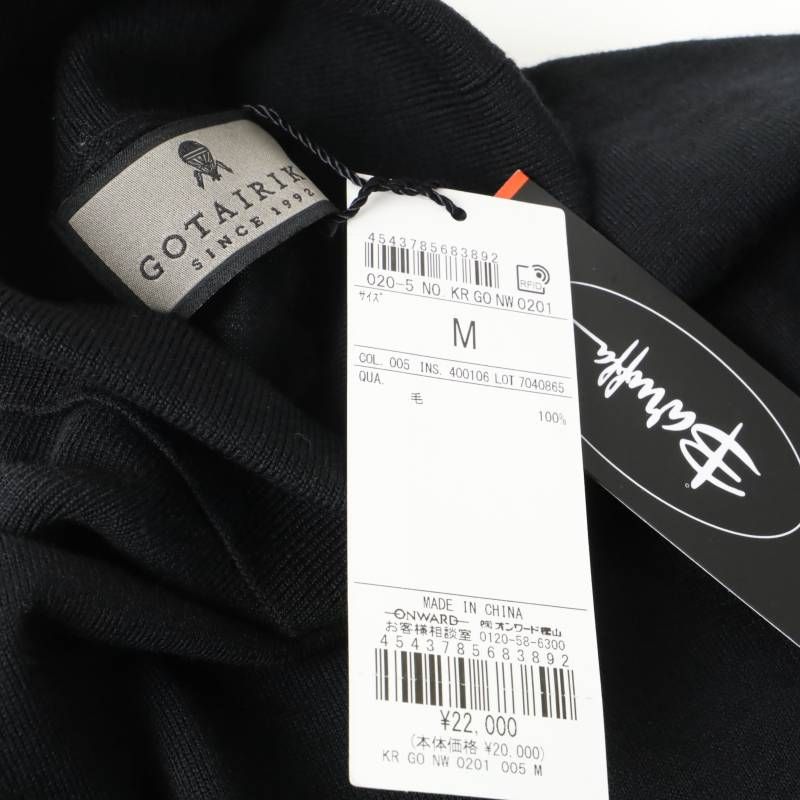 GOTAIRIK
SINCE 1992
4543785683892
RFID
020-5 NO. KR GO NW 0201
サイズ
M
COL. 005 INS. 400106 LOT 7040865
QUA.
毛 100%
MADE IN CHINA
ONWARD ㈱オンワード樫山
お客様相談室 0120-58-6300
4543785683892
¥22,000
(本体価格 ¥20,000)
KR GO NW 0201 005 M
Baruffa